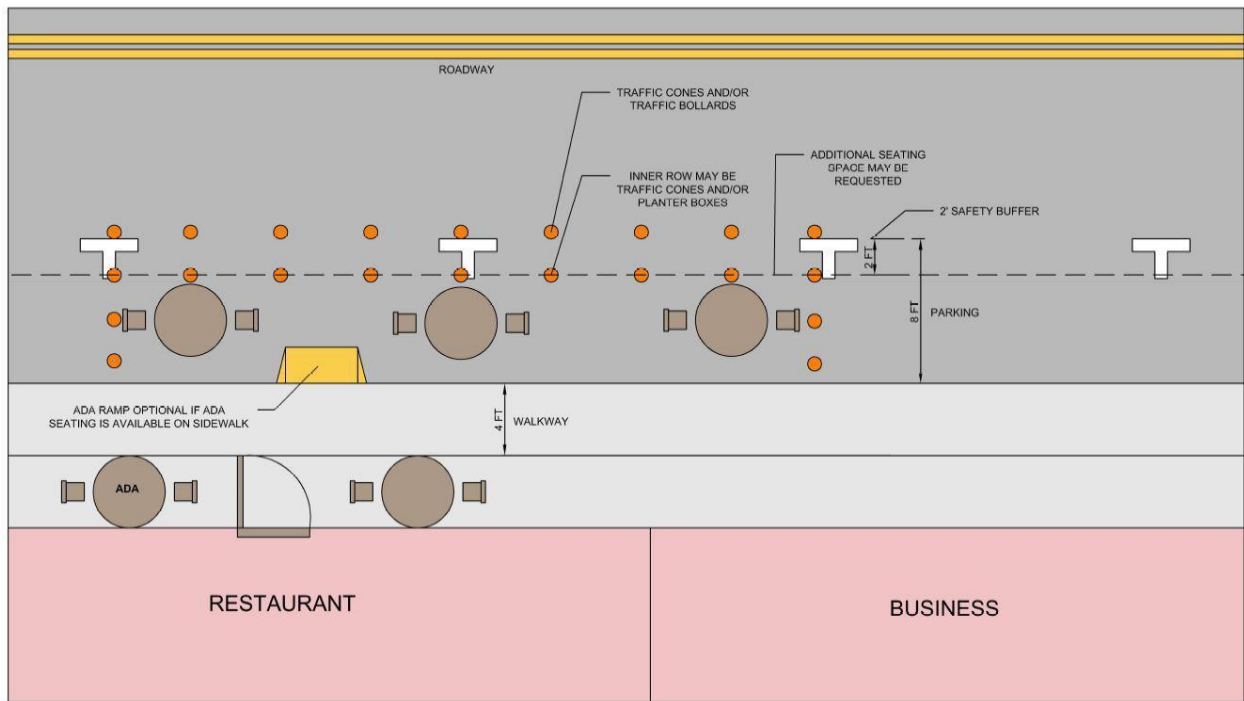 ROADWAY
TRAFFIC CONES AND/OR
TRAFFIC BOLLARDS
ADDITIONAL SEATING
SPACE MAY BE
REQUESTED
INNER ROW MAY BE
TRAFFIC CONES AND/OR
PLANTER BOXES
2' SAFETY BUFFER
2 FT
8 FT
PARKING
ADA RAMP OPTIONAL IF ADA
SEATING IS AVAILABLE ON SIDEWALK
4 FT
WALKWAY
ADA
RESTAURANT
BUSINESS